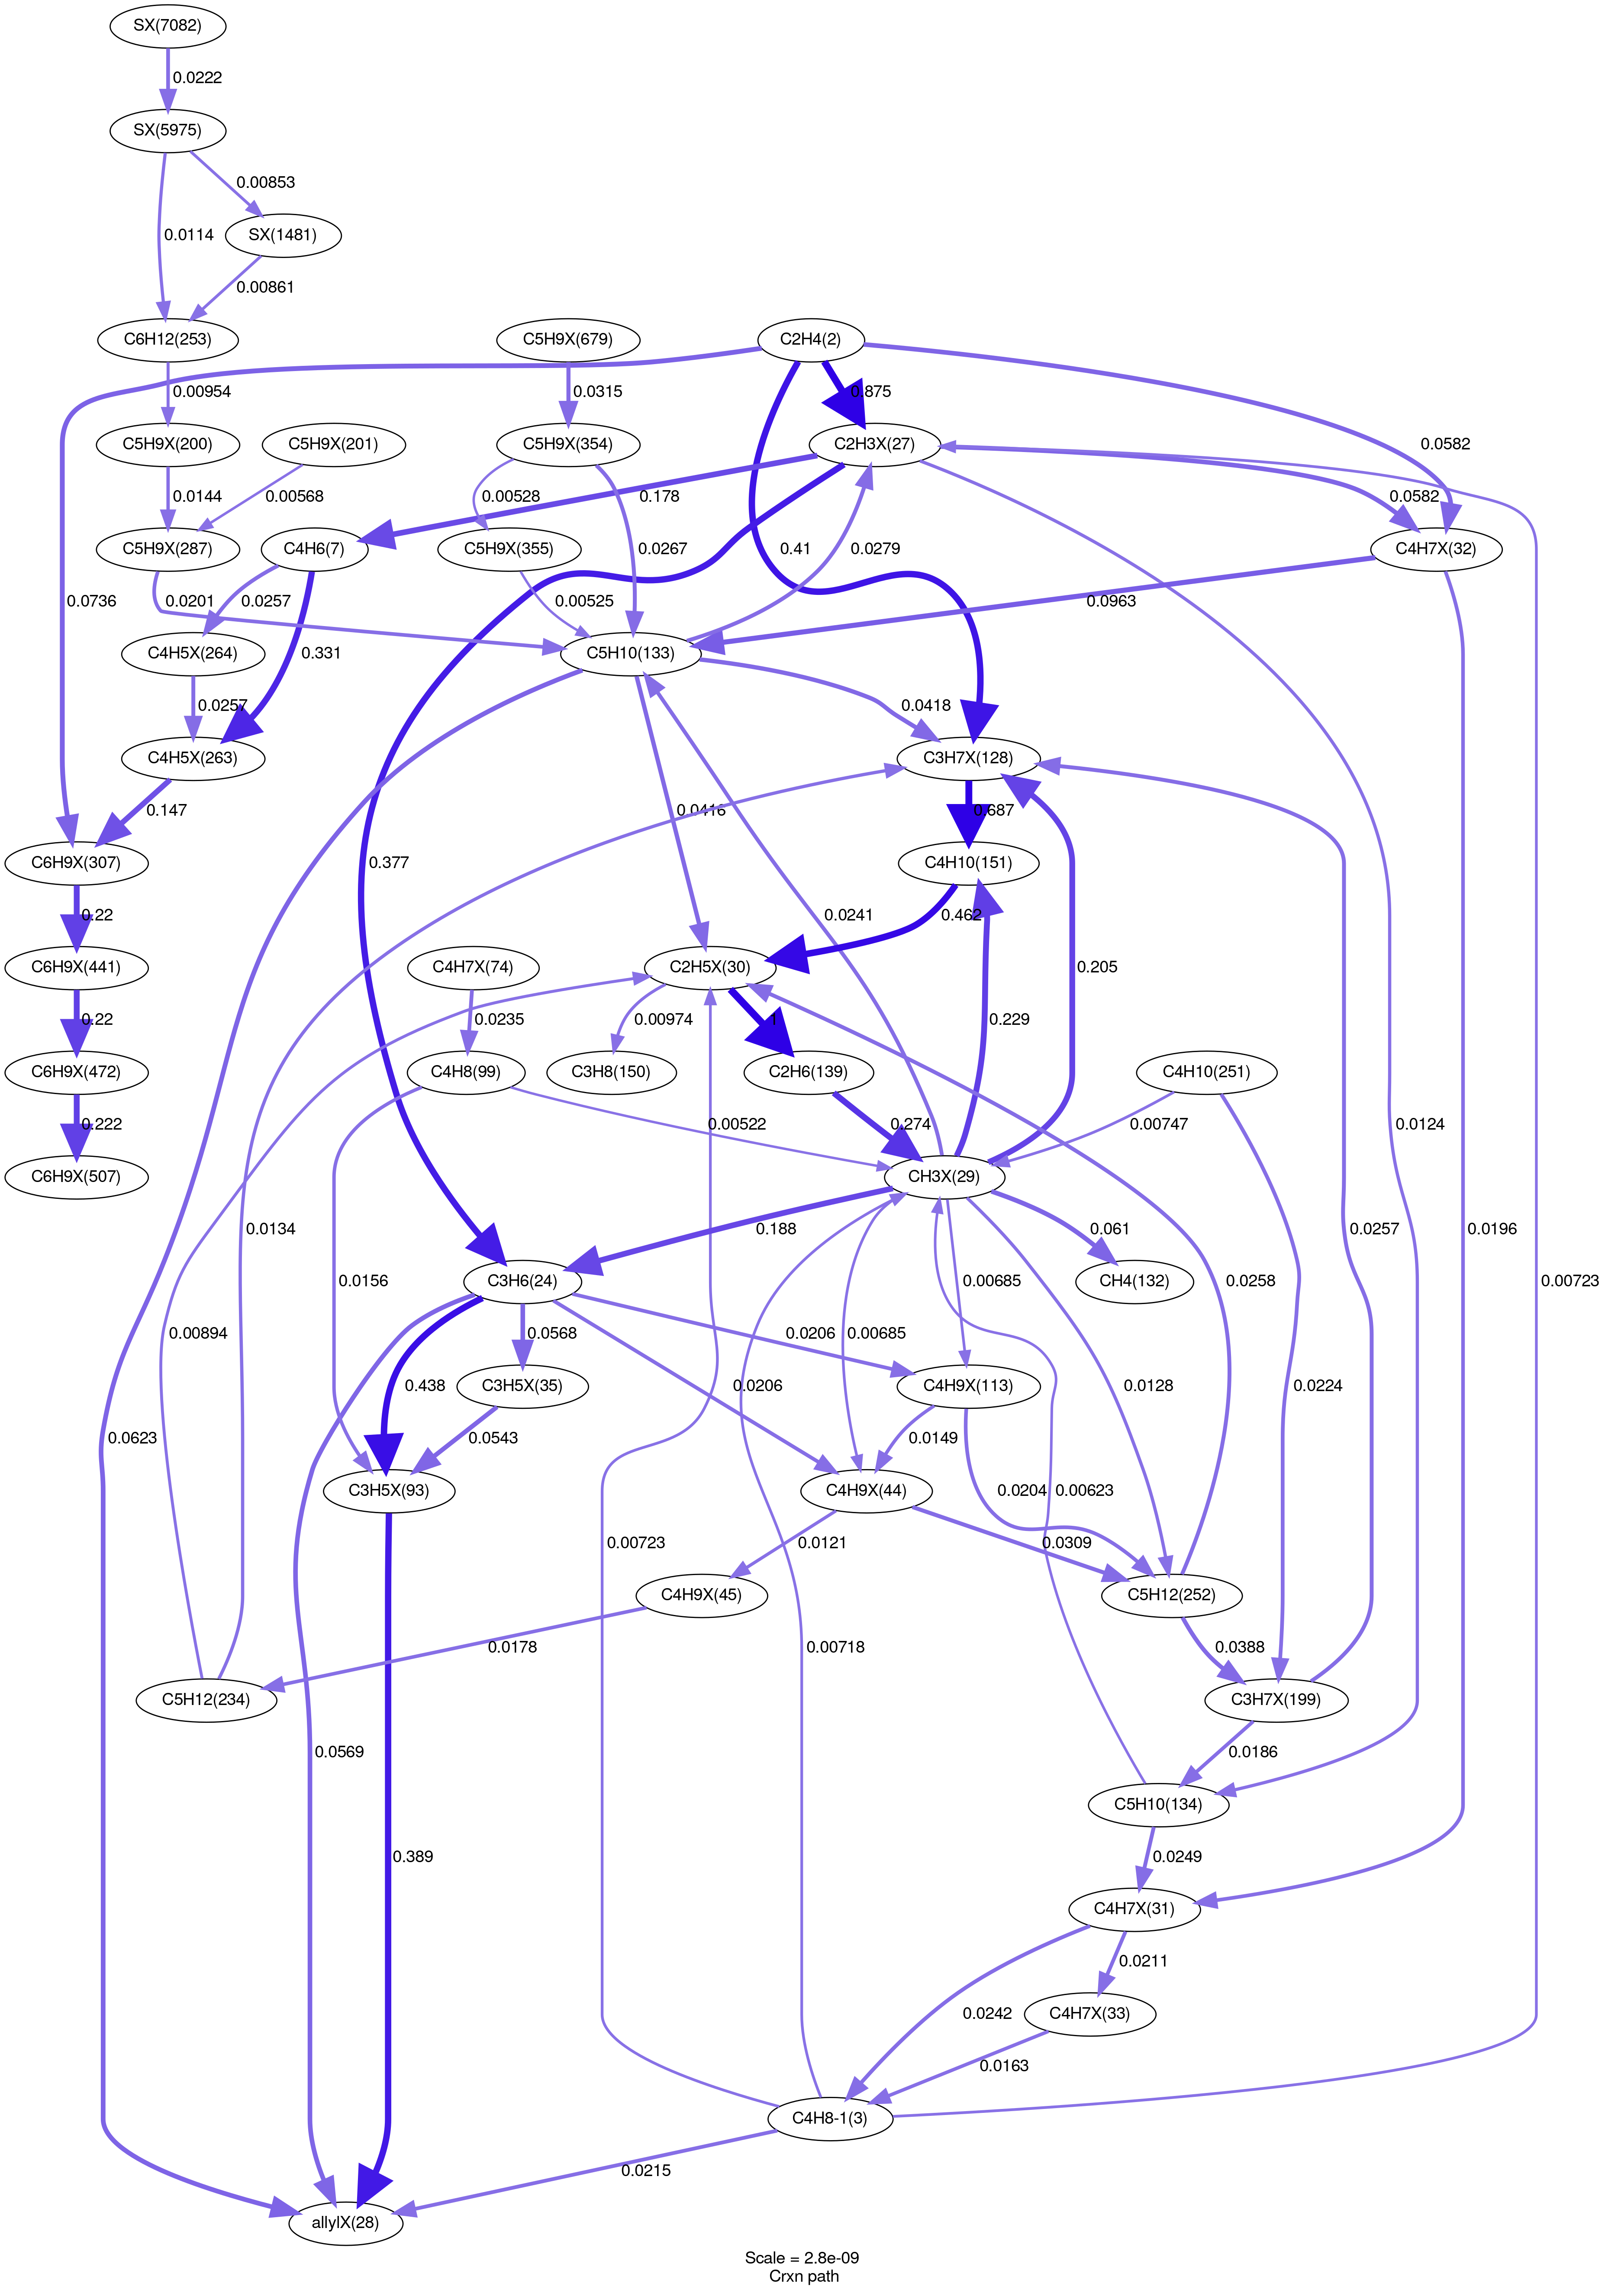 SX(7082)
0.0222
SX(5975)
0.00853
0.0114
SX(1481)
0.00861
C6H12(253)
C5H9X(679)
C2H4(2)
0.00954
0.0315
0.875
0.0582
C5H9X(200)
C5H9X(201)
C5H9X(354)
C2H3X(27)
0.0144
0.00568
0.00528
0.178
0.0582
C5H9X(287)
C4H6(7)
C5H9X(355)
0.0267
0.41
0.0279
C4H7X(32)
0.0736
0.0201
0.0257
0.00525
0.0963
C4H5X(264)
0.331
C5H10(133)
0.0257
0.0418
C4H5X(263)
C3H7X(128)
0.147
0.0416
0.687
C6H9X(307)
0.377
C4H10(151)
0.22
0.0241
0.462
C6H9X(441)
C4H7X(74)
C2H5X(30)
0.205
0.22
0.0235
0.00974
1
0.229
C6H9X(472)
C4H8(99)
C3H8(150)
C2H6(139)
C4H10(251)
0.222
0.00522
0.274
0.00747
0.0124
C6H9X(507)
CH3X(29)
0.0134
0.188
0.061
0.0257
0.0196
0.0156
C3H6(24)
CH4(132)
0.0258
0.00723
0.00894
0.0568
0.0206
0.00685
0.00685
0.438
C3H5X(35)
0.0206
C4H9X(113)
0.0128
0.0224
0.0623
0.0543
0.0149
C3H5X(93)
C4H9X(44)
0.0204
0.00623
0.00723
0.0121
0.0309
C4H9X(45)
C5H12(252)
0.0178
0.00718
0.0388
C5H12(234)
C3H7X(199)
0.0569
0.0186
C5H10(134)
0.389
0.0249
C4H7X(31)
0.0211
0.0242
C4H7X(33)
0.0163
C4H8-1(3)
0.0215
allylX(28)
Scale = 2.8e-09
Crxn path